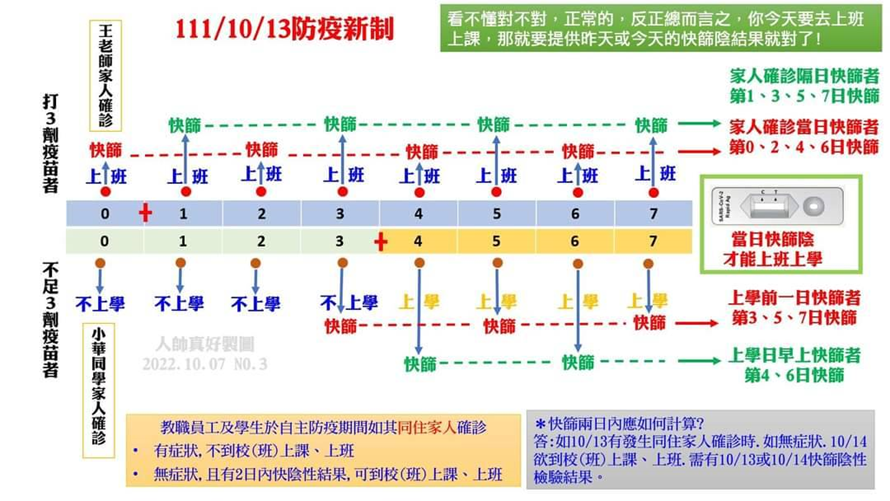 111/10/13防疫新制
看不懂對不對，正常的，反正總而言之，你今天要去上班
上課，那就要提供昨天或今天的快篩陰結果就對了!
王老師家人確診
打3劑疫苗者
快篩 快篩 快篩 快篩
家人確診隔日快篩者
第1、3、5、7日快篩
快篩 快篩 快篩 快篩
家人確診當日快篩者
第0、2、4、6日快篩
上班 上班 上班 上班 上班 上班 上班 上班
0 1 2 3 4 5 6 7
0 1 2 3 4 5 6 7
C T
SARS-CoV-2
Rapid Ag
當日快篩陰
才能上班上學
不足3劑疫苗者
小華同學家人確診
不上學 不上學 不上學 不上學 上學 上學 上學 上學
快篩 快篩 快篩
上學前一日快篩者
第3、5、7日快篩
快篩 快篩
上學日早上快篩者
第4、6日快篩
人帥真好製圖
2022.10.07 NO.3
教職員工及學生於自主防疫期間如其同住家人確診
• 有症狀,不到校(班)上課、上班
• 無症狀,且有2日內快陰性結果,可到校(班)上課、上班
＊快篩兩日內應如何計算?
答:如10/13有發生同住家人確診時.如無症狀.10/14
欲到校(班)上課、上班.需有10/13或10/14快篩陰性
檢驗結果。